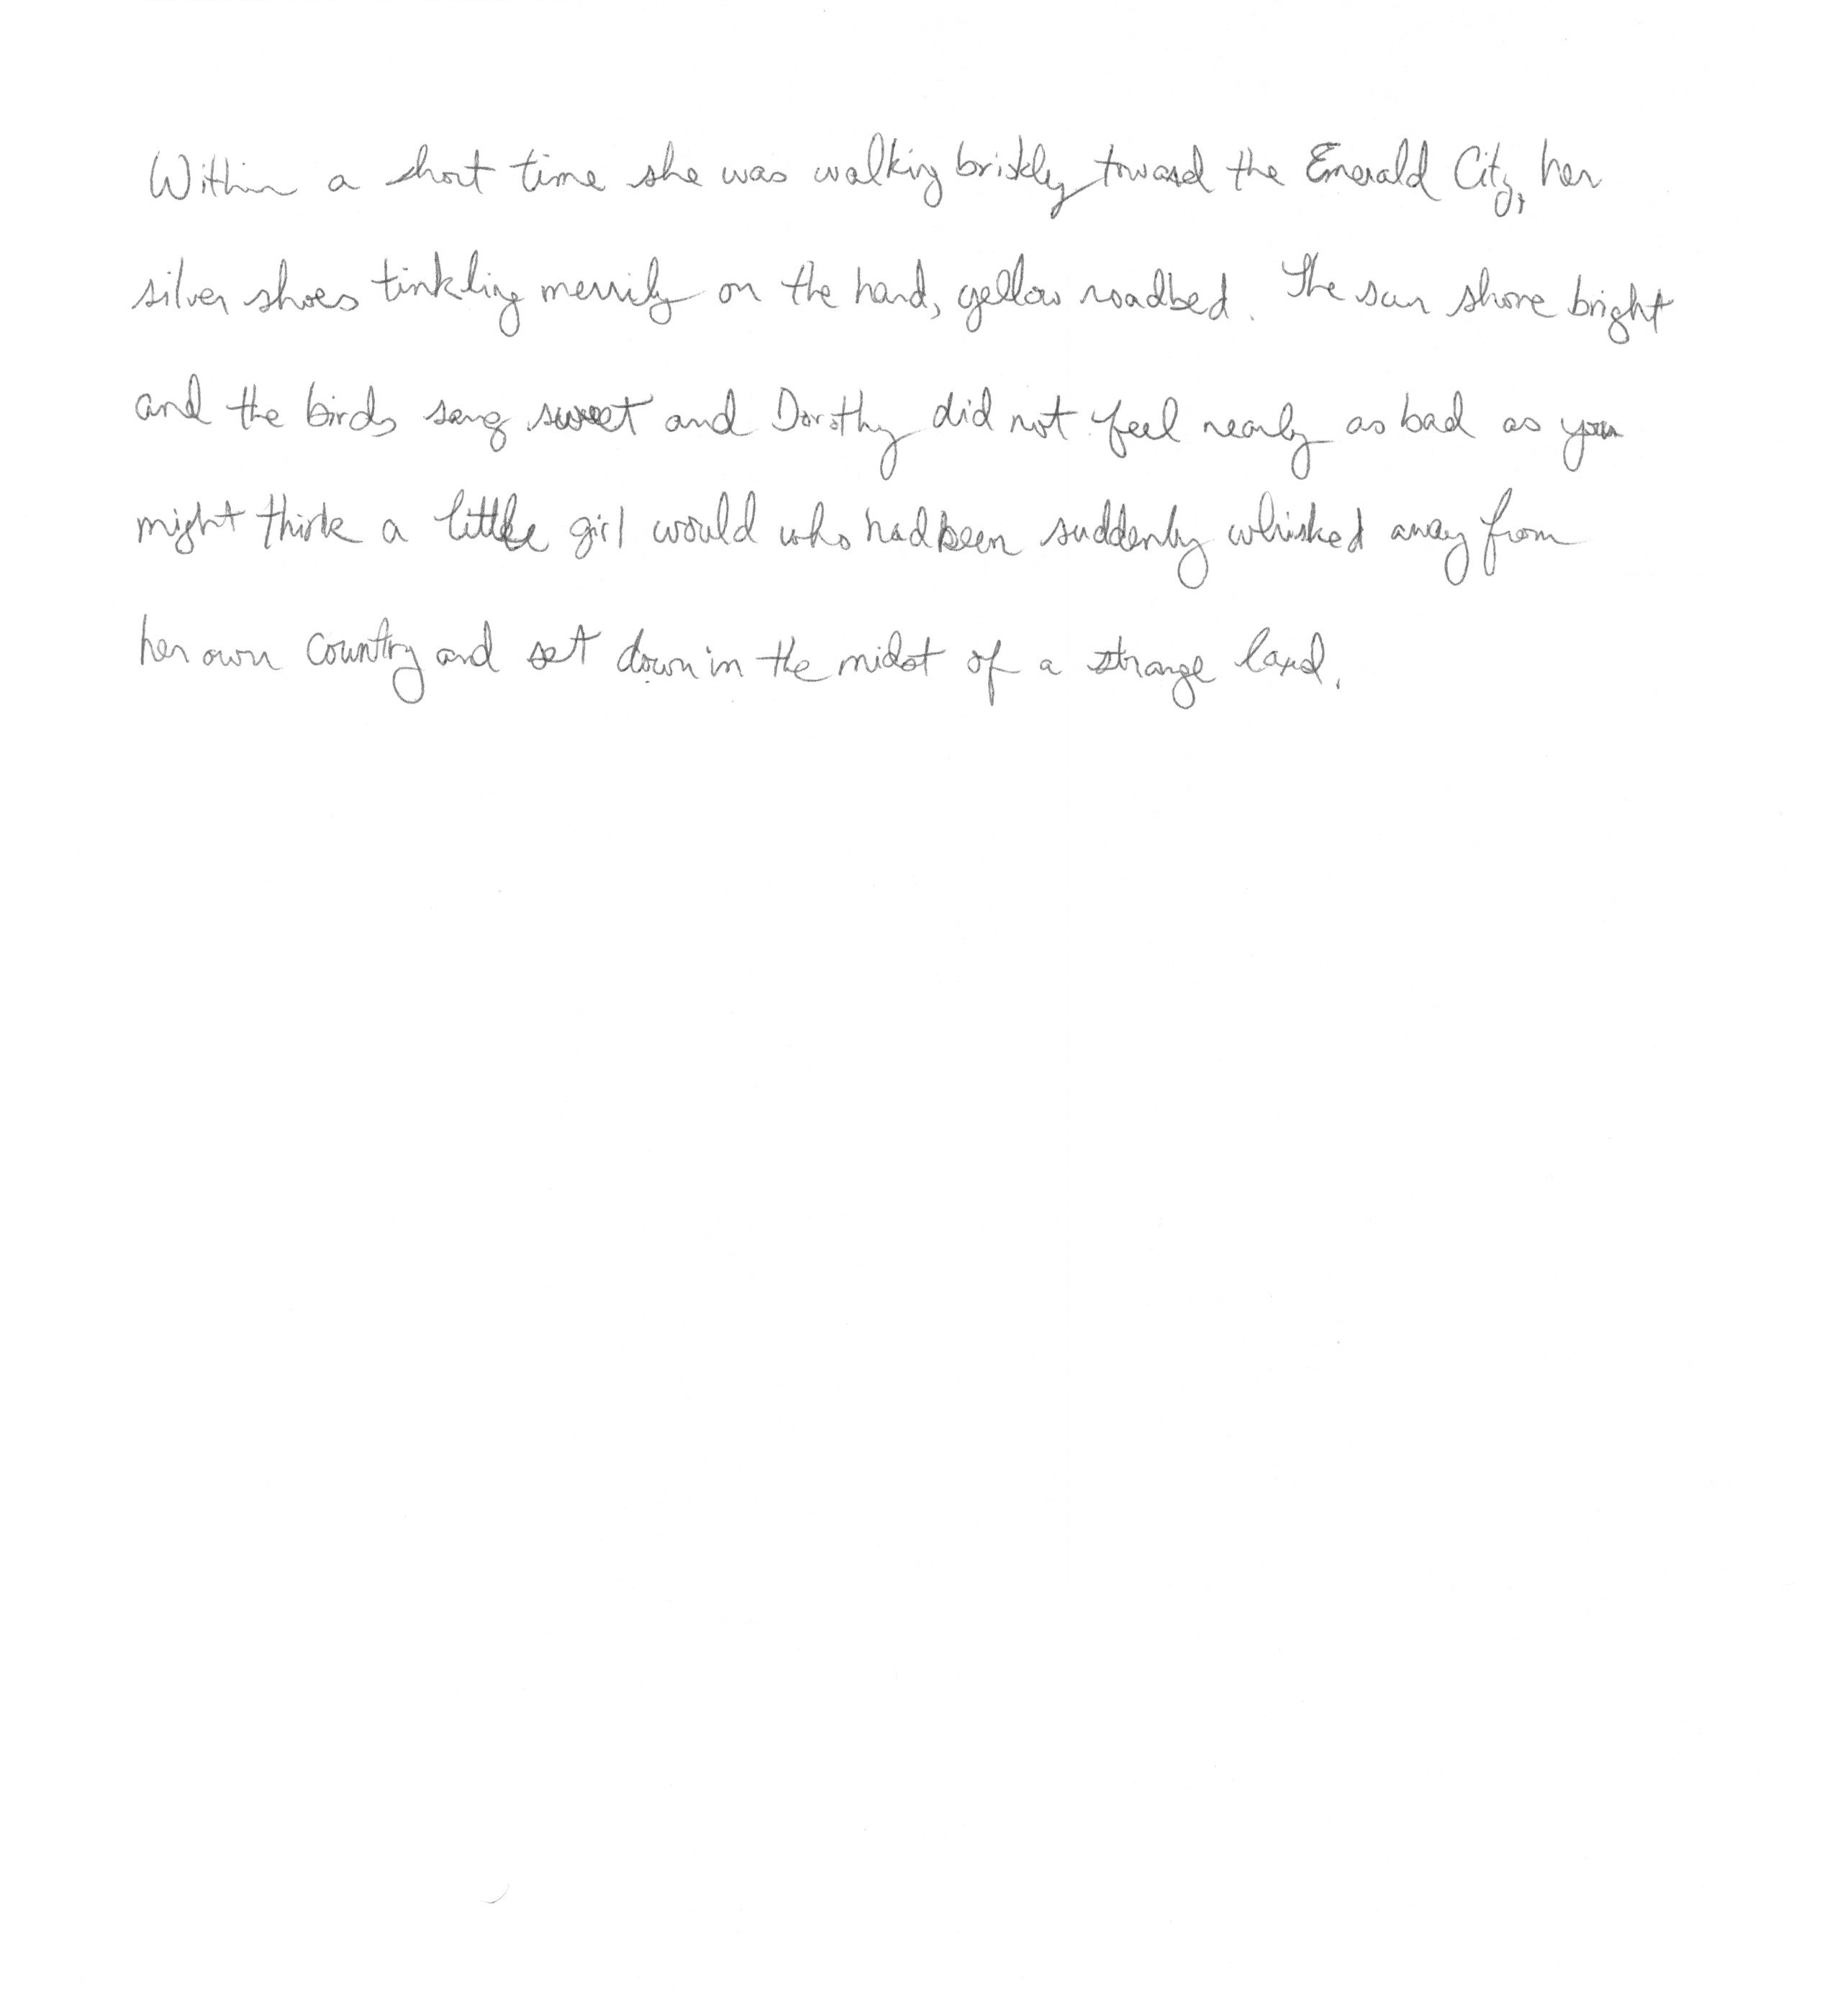 Within a short time she was walking briskly toward the Emerald City, her
silver shoes tinkling merrily on the hard, yellow roadbed. The sun shone bright
and the birds sang sweet and Dorothy did not feel nearly as bad as you
might think a little girl would who had been suddenly whisked away from
her own country and set down in the midst of a strange land.